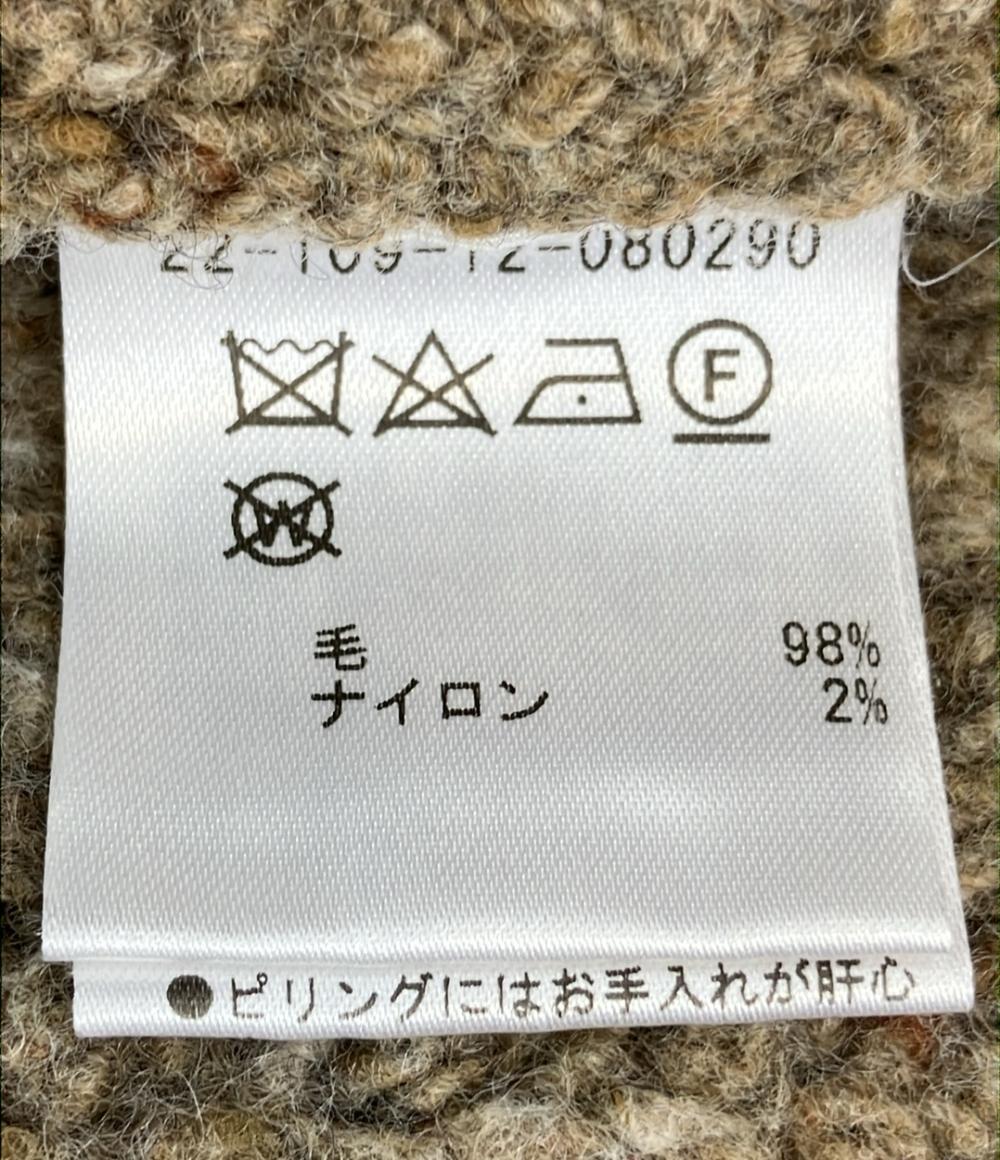 22-109-12-080290
F
W
毛 98%
ナイロン 2%
●ピリングにはお手入れが肝心